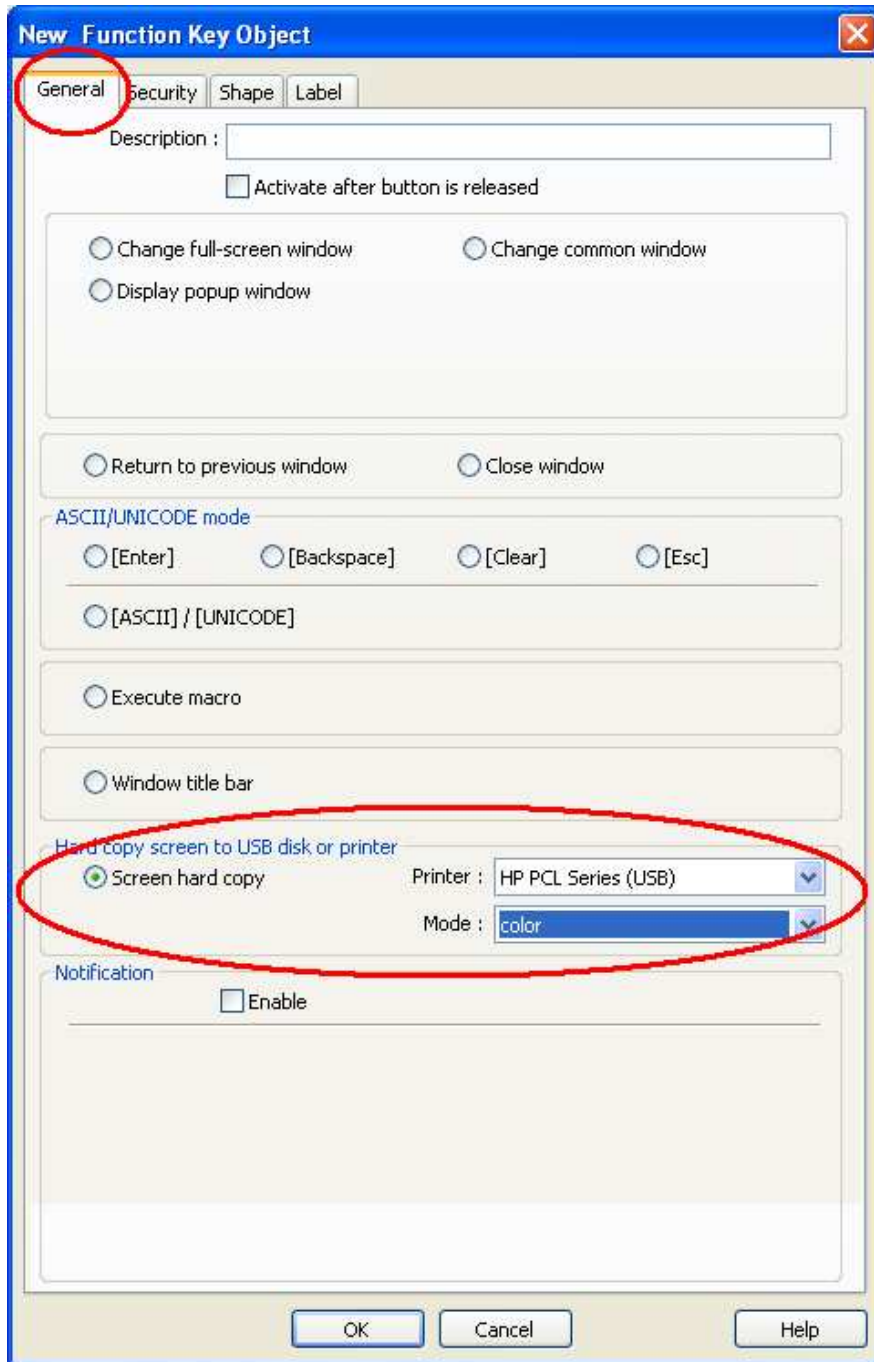 New Function Key Object
General Security Shape Label
Description :
Activate after button is released
Change full-screen window Change common window
Display popup window
Return to previous window Close window
ASCII/UNICODE mode
[Enter] [Backspace] [Clear] [Esc]
[ASCII] / [UNICODE]
Execute macro
Window title bar
Hard copy screen to USB disk or printer
Screen hard copy Printer : HP PCL Series (USB)
Mode : color
Notification
Enable
OK Cancel Help